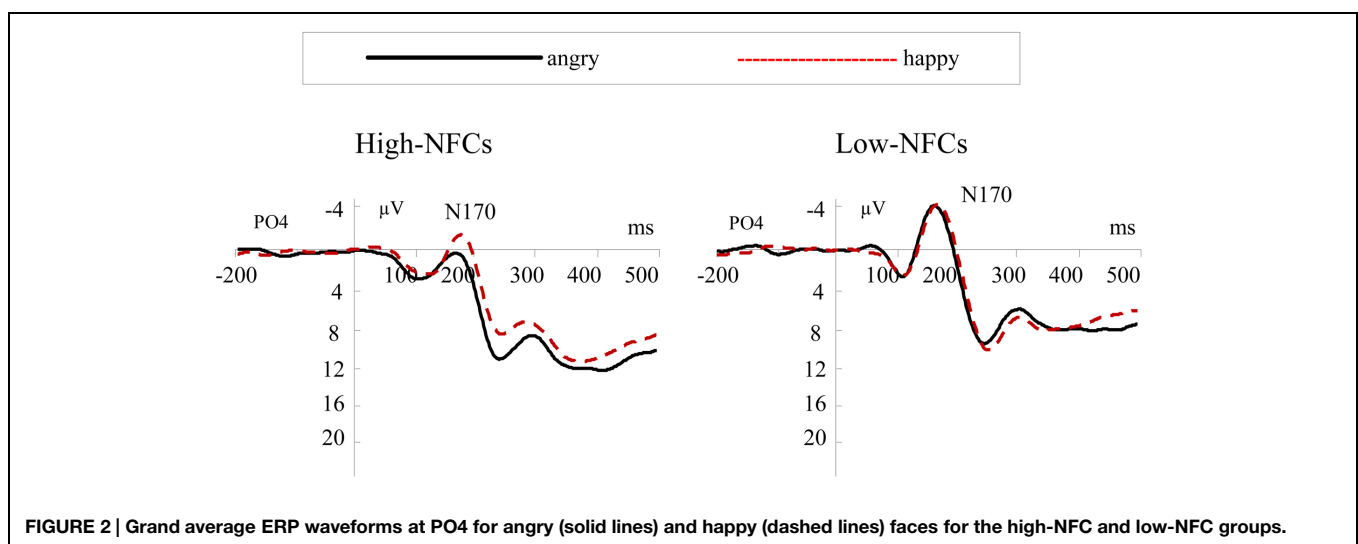 angry
happy
High-NFCs
Low-NFCs
-4
µV
N170
PO4
ms
-200
100
200
300
400
500
4
8
12
16
20
-4
µV
N170
PO4
ms
-200
100
200
300
400
500
4
8
12
16
20
FIGURE 2 | Grand average ERP waveforms at PO4 for angry (solid lines) and happy (dashed lines) faces for the high-NFC and low-NFC groups.